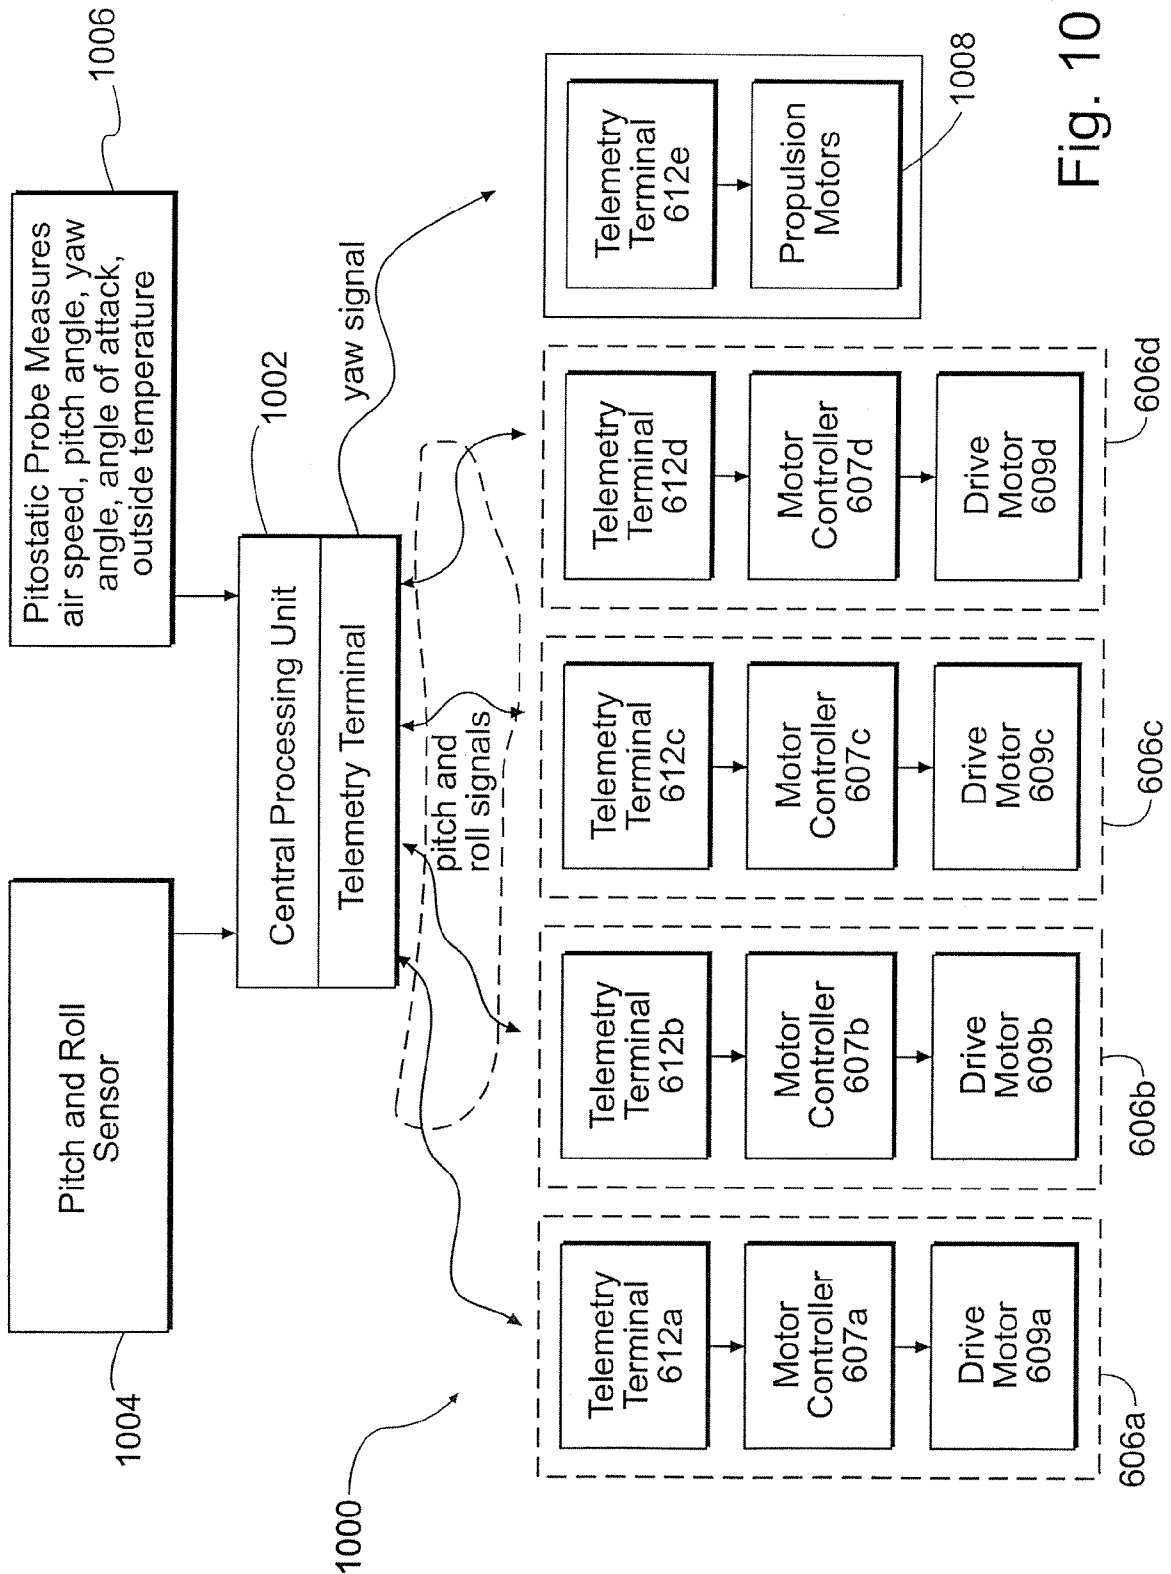 1004
Pitch and Roll
Sensor
Pitostatic Probe Measures
air speed, pitch angle, yaw
angle, angle of attack,
outside temperature
1006
1000
Central Processing Unit
Telemetry Terminal
1002
yaw signal
pitch and
roll signals
Telemetry
Terminal
612a
Motor
Controller
607a
Drive
Motor
609a
606a
Telemetry
Terminal
612b
Motor
Controller
607b
Drive
Motor
609b
606b
Telemetry
Terminal
612c
Motor
Controller
607c
Drive
Motor
609c
606c
Telemetry
Terminal
612d
Motor
Controller
607d
Drive
Motor
609d
606d
Telemetry
Terminal
612e
Propulsion
Motors
1008
Fig. 10